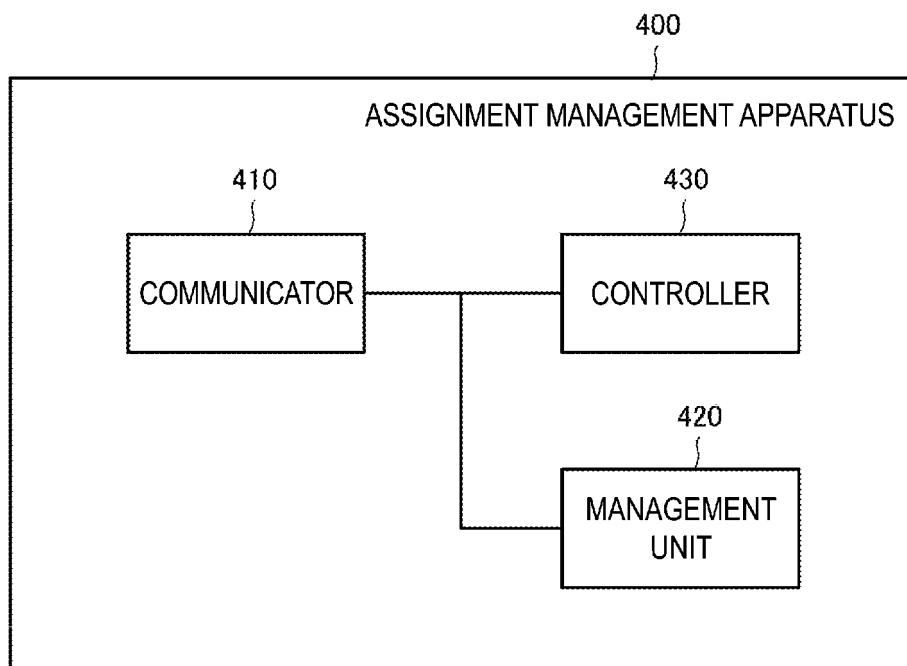 400
ASSIGNMENT MANAGEMENT APPARATUS
410
430
COMMUNICATOR
CONTROLLER
420
MANAGEMENT
UNIT